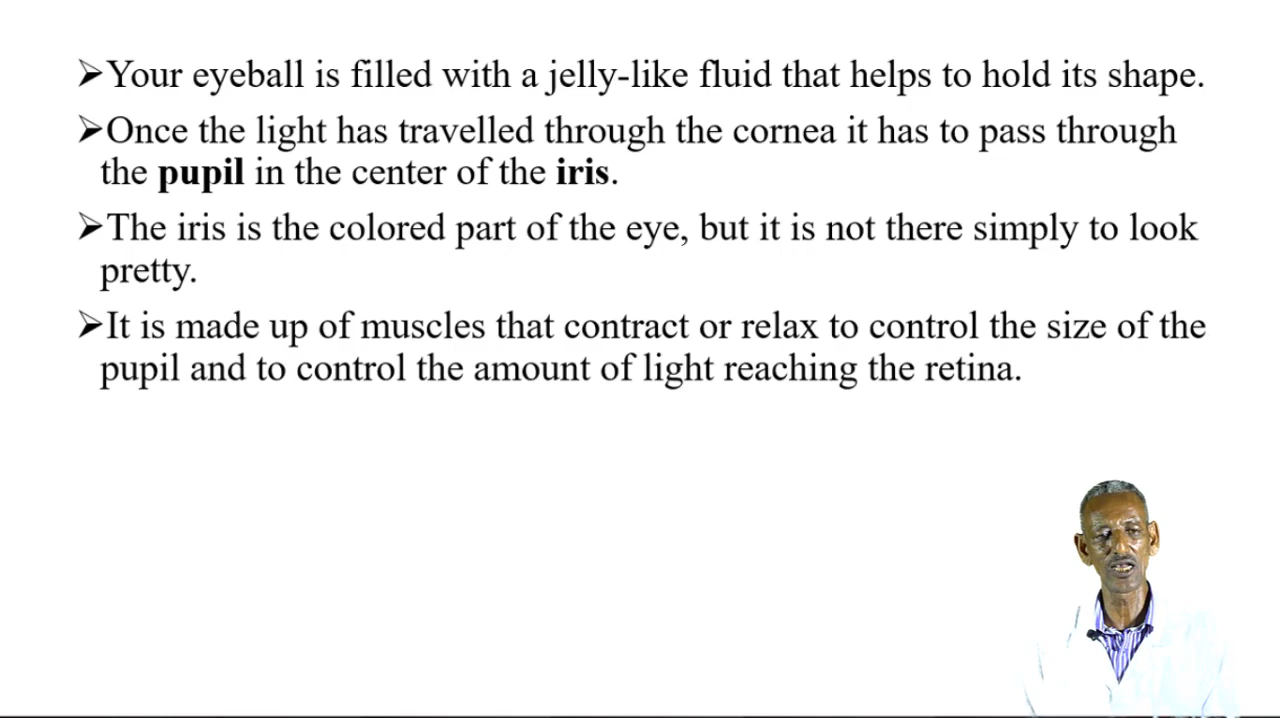 ➢Your eyeball is filled with a jelly-like fluid that helps to hold its shape.
➢Once the light has travelled through the cornea it has to pass through
the pupil in the center of the iris.
➢The iris is the colored part of the eye, but it is not there simply to look
pretty.
➢It is made up of muscles that contract or relax to control the size of the
pupil and to control the amount of light reaching the retina.